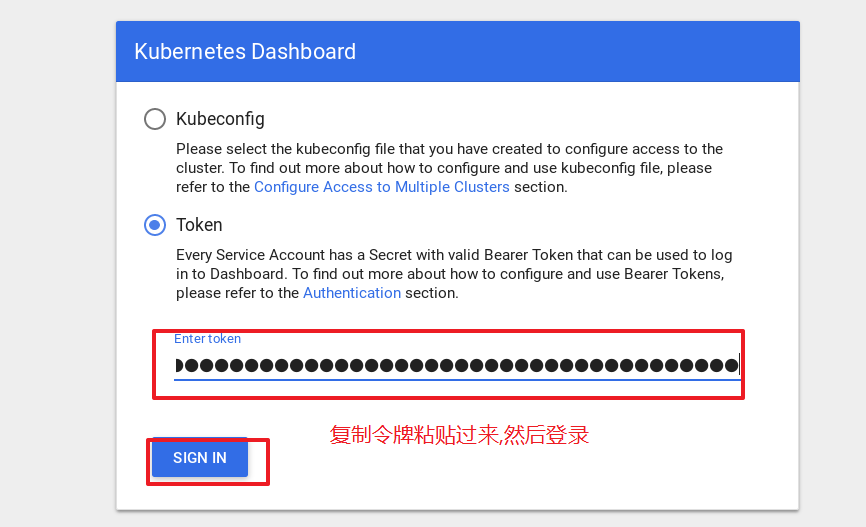 Kubernetes Dashboard
Kubeconfig
Please select the kubeconfig file that you have created to configure access to the
cluster. To find out more about how to configure and use kubeconfig file, please
refer to the Configure Access to Multiple Clusters section.
Token
Every Service Account has a Secret with valid Bearer Token that can be used to log
in to Dashboard. To find out more about how to configure and use Bearer Tokens,
please refer to the Authentication section.
Enter token
复制令牌粘贴过来,然后登录
SIGN IN